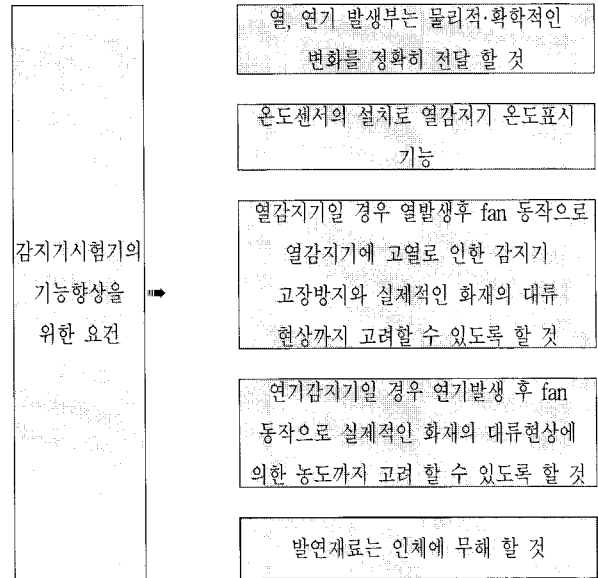 감지기시험기의
기능향상을
위한 요건
열, 연기 발생부는 물리적·확학적인
변화를 정확히 전달 할 것
온도센서의 설치로 열감지기 온도표시
기능
열감지기일 경우 열발생후 fan 동작으로
열감지기에 고열로 인한 감지기
고장방지와 실제적인 화재의 대류
현상까지 고려할 수 있도록 할 것
연기감지기일 경우 연기발생 후 fan
동작으로 실제적인 화재의 대류현상에
의한 농도까지 고려 할 수 있도록 할 것
발연재료는 인체에 무해 할 것